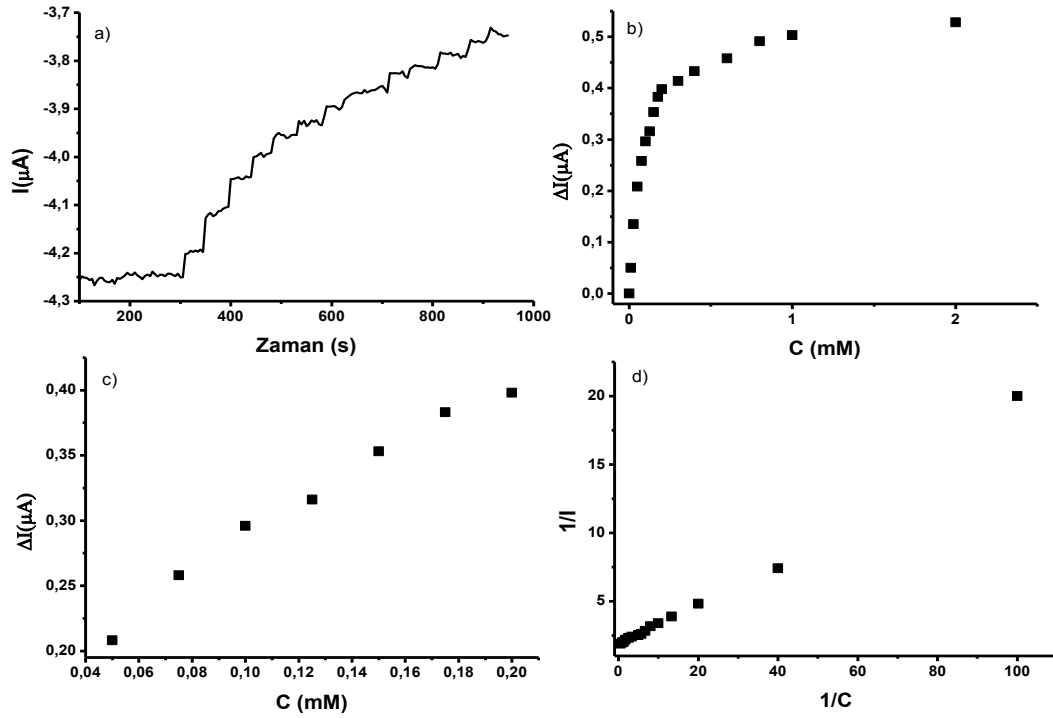 a)
I(µA)
-3,7
-3,8
-3,9
-4,0
-4,1
-4,2
-4,3
200 400 600 800 1000
Zaman (s)
b)
ΔI(µA)
0,5
0,4
0,3
0,2
0,1
0,0
0 1 2
C (mM)
c)
ΔI(µA)
0,40
0,35
0,30
0,25
0,20
0,04 0,06 0,08 0,10 0,12 0,14 0,16 0,18 0,20
C (mM)
d)
1/I
20
15
10
5
0 20 40 60 80 100
1/C